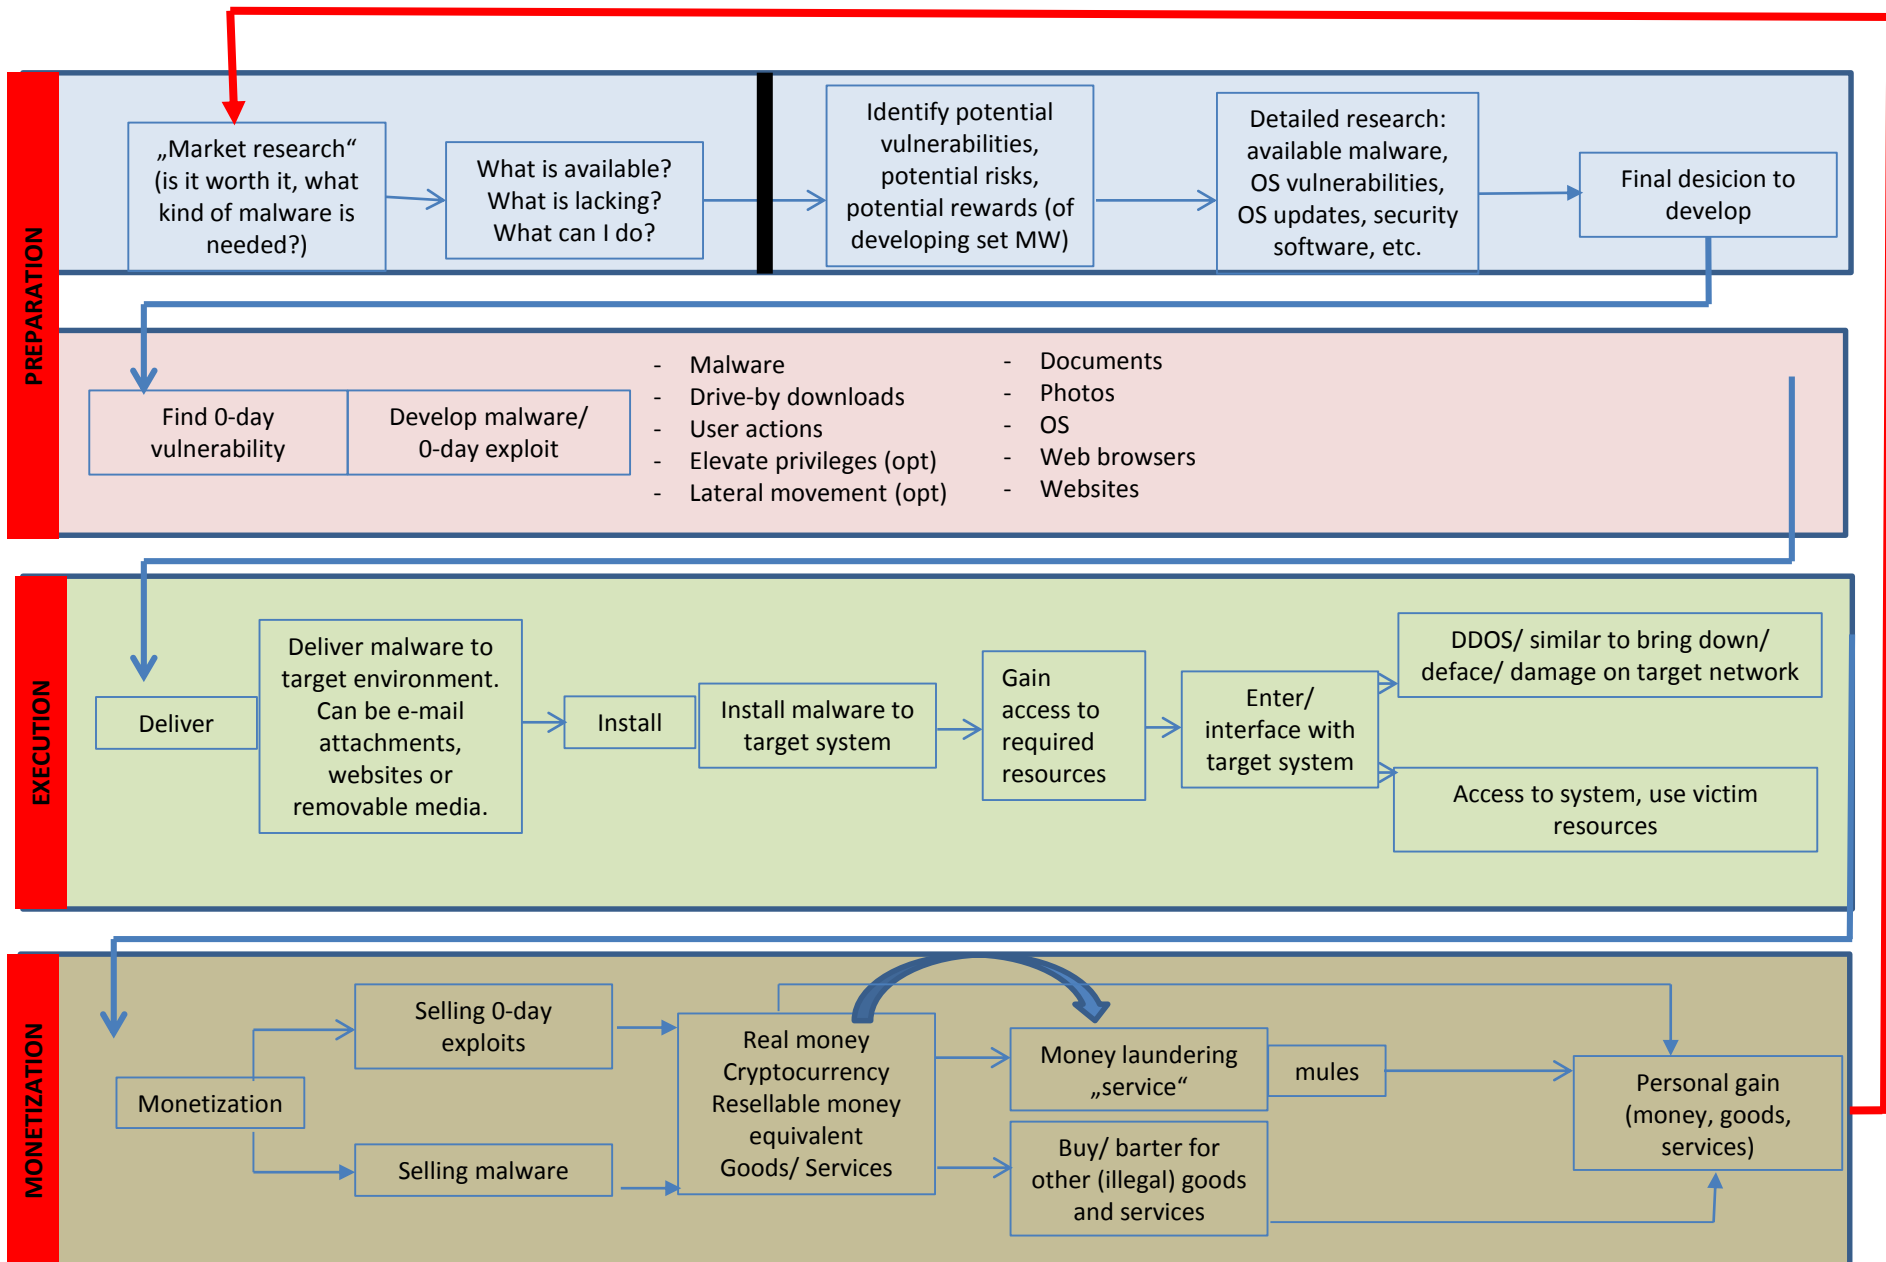 PREPARATION
„Market research“
(is it worth it, what
kind of malware is
needed?)
What is available?
What is lacking?
What can I do?
Identify potential
vulnerabilities,
potential risks,
potential rewards (of
developing set MW)
Detailed research:
available malware,
OS vulnerabilities,
OS updates, security
software, etc.
Final desicion to
develop
Find 0-day
vulnerability
Develop malware/
0-day exploit
- Malware
- Drive-by downloads
- User actions
- Elevate privileges (opt)
- Lateral movement (opt)
- Documents
- Photos
- OS
- Web browsers
- Websites
EXECUTION
Deliver
Deliver malware to
target environment.
Can be e-mail
attachments,
websites or
removable media.
Install
Install malware to
target system
Gain
access to
required
resources
Enter/
interface with
target system
DDOS/ similar to bring down/
deface/ damage on target network
Access to system, use victim
resources
MONETIZATION
Monetization
Selling 0-day
exploits
Selling malware
Real money
Cryptocurrency
Resellable money
equivalent
Goods/ Services
Money laundering
„service“
mules
Buy/ barter for
other (illegal) goods
and services
Personal gain
(money, goods,
services)